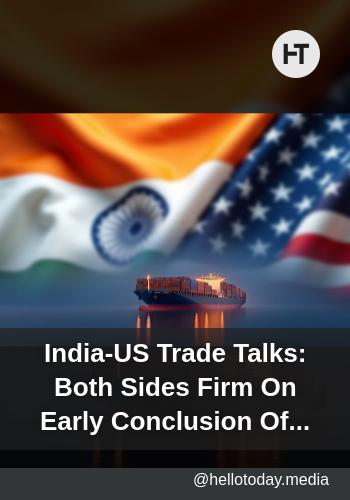 HT
India-US Trade Talks:
Both Sides Firm On
Early Conclusion Of...
@hellotoday.media